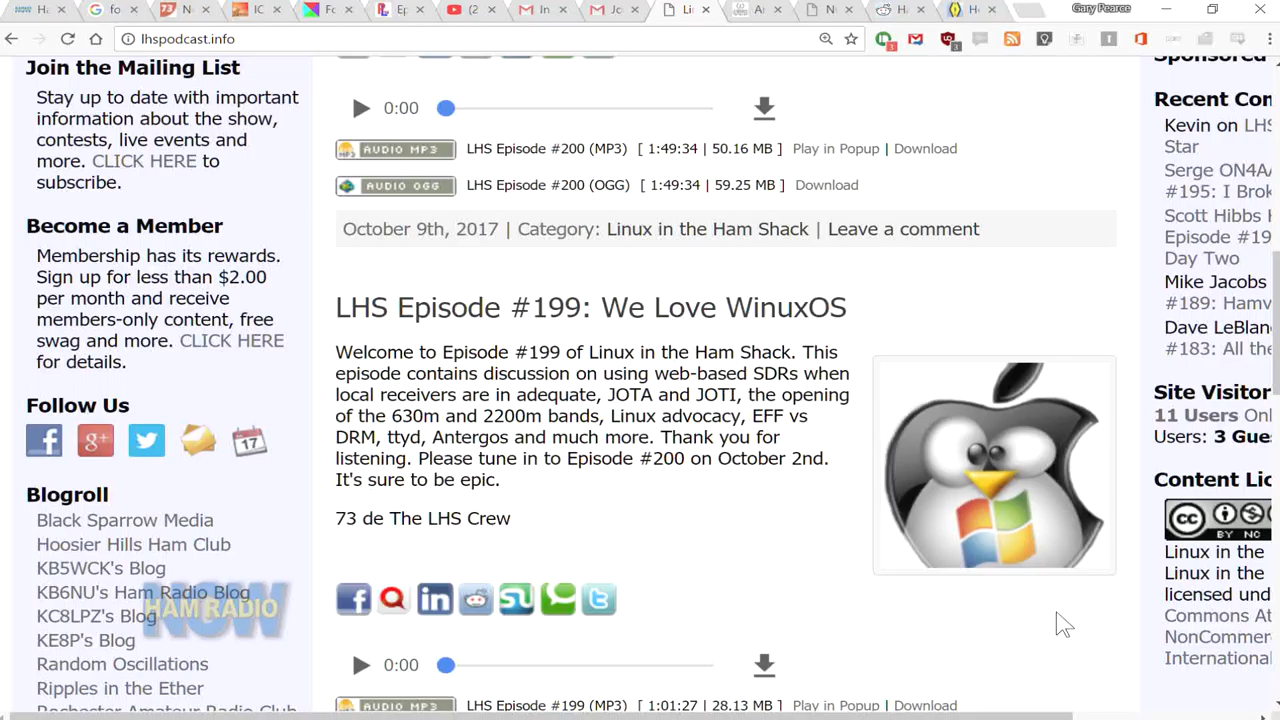 Gary Pearce
lhspodcast.info
Join the Mailing List
Stay up to date with important
information about the show,
contests, live events and
more. CLICK HERE to
subscribe.
Become a Member
Membership has its rewards.
Sign up for less than $2.00
per month and receive
members-only content, free
swag and more. CLICK HERE
for details.
Follow Us
17
Blogroll
Black Sparrow Media
Hoosier Hills Ham Club
KB5WCK's Blog
KB6NU's Ham Radio Blog
KC8LPZ's Blog
KE8P's Blog
Random Oscillations
Ripples in the Ether
Rochester Amateur Radio Club
HAM RADIO
NOW
0:00
AUDIO MP3 LHS Episode #200 (MP3) [ 1:49:34 | 50.16 MB ] Play in Popup | Download
AUDIO OGG LHS Episode #200 (OGG) [ 1:49:34 | 59.25 MB ] Download
October 9th, 2017 | Category: Linux in the Ham Shack | Leave a comment
LHS Episode #199: We Love WinuxOS
Welcome to Episode #199 of Linux in the Ham Shack. This
episode contains discussion on using web-based SDRs when
local receivers are in adequate, JOTA and JOTI, the opening
of the 630m and 2200m bands, Linux advocacy, EFF vs
DRM, ttyd, Antergos and much more. Thank you for
listening. Please tune in to Episode #200 on October 2nd.
It's sure to be epic.
73 de The LHS Crew
0:00
AUDIO MP3 LHS Episode #199 (MP3) [ 1:01:27 | 28.13 MB ] Play in Popup | Download
Sponsored
Recent Con
Kevin on LHS
Star
Serge ON4AA
#195: I Brok
Scott Hibbs
Episode #19
Day Two
Mike Jacobs
#189: Hamv
Dave LeBlan
#183: All the
Site Visitor
11 Users Onl
Users: 3 Gue
Content Lic
cc
BY NC
Linux in the
Linux in the
licensed und
Commons At
NonCommer
International